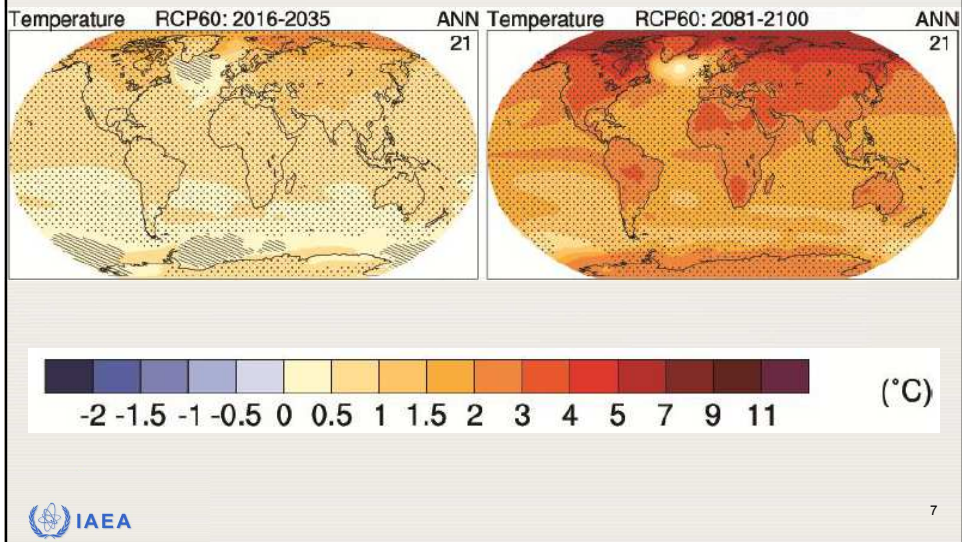 Temperature RCP60: 2016-2035 ANN
21
Temperature RCP60: 2081-2100 ANN
21
-2 -1.5 -1 -0.5 0 0.5 1 1.5 2 3 4 5 7 9 11 (°C)
IAEA
7